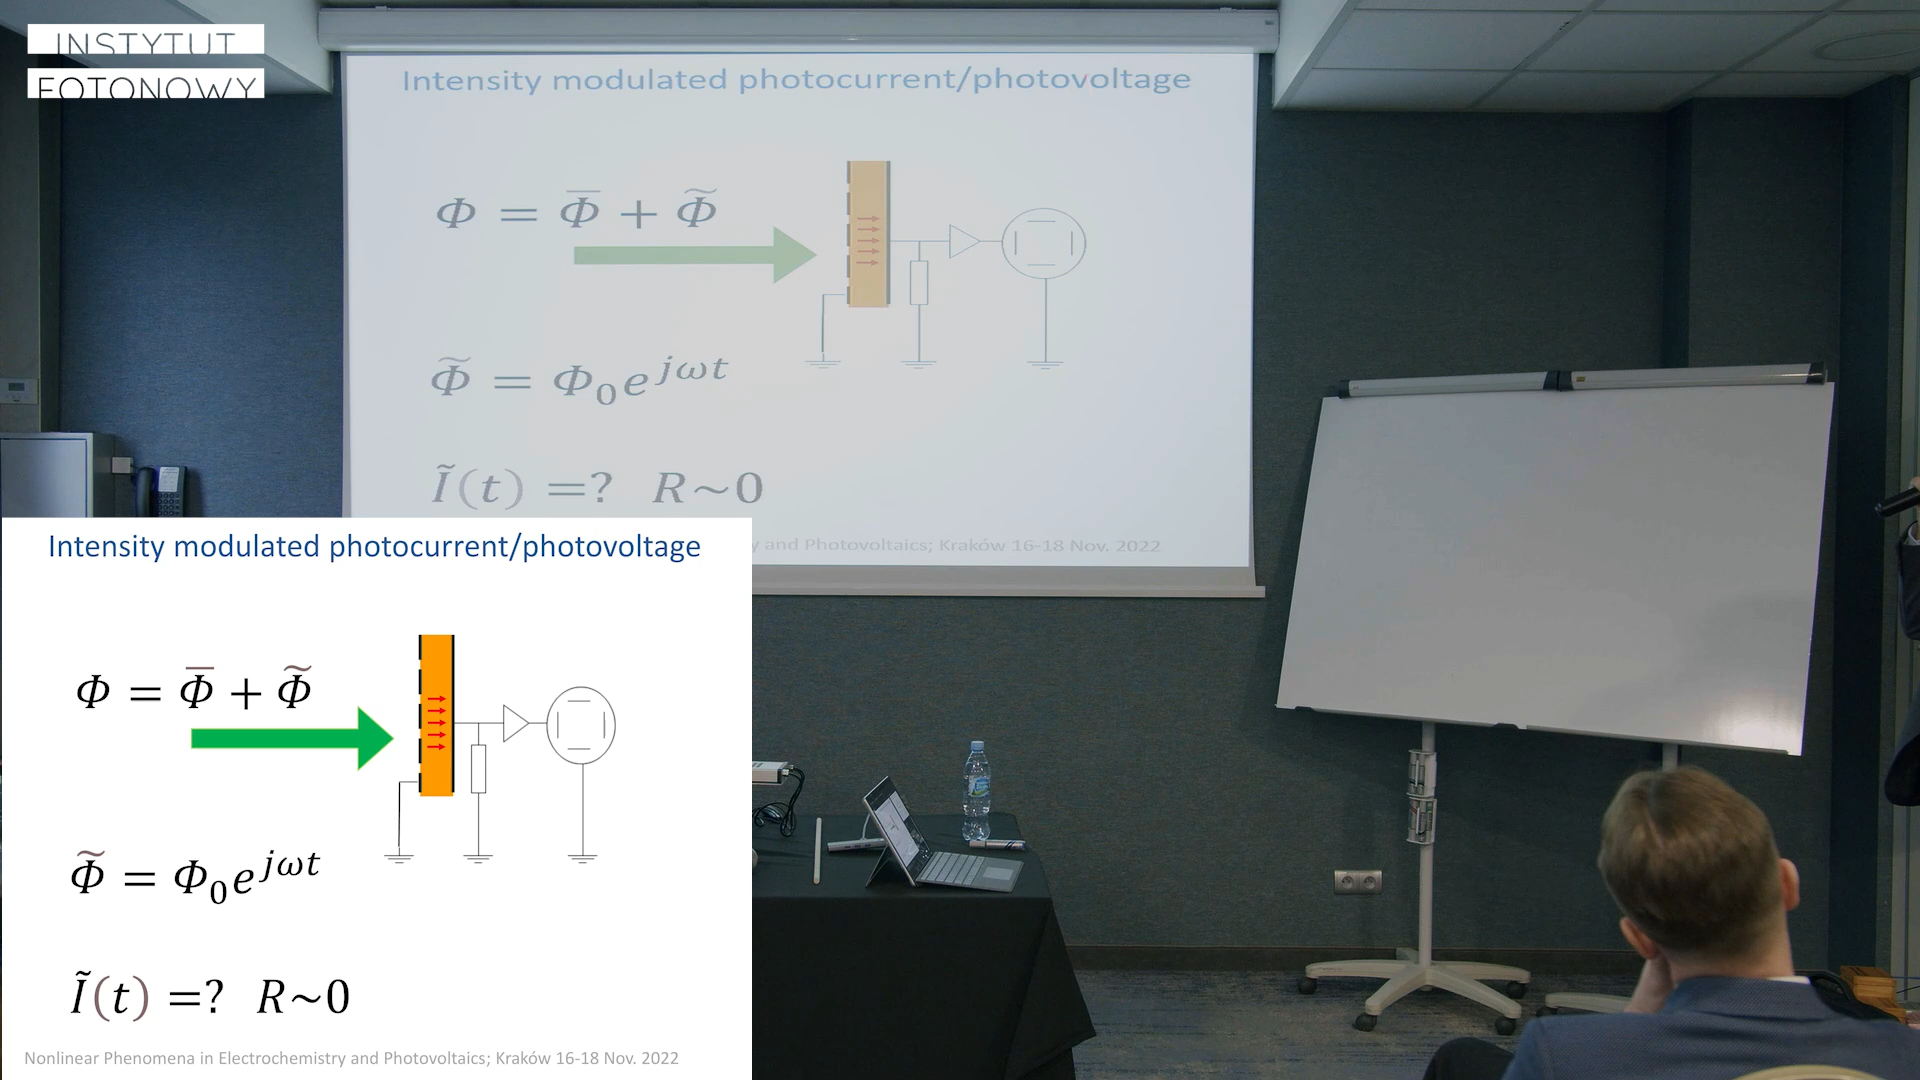 INSTYTUT
FOTONOWY
Intensity modulated photocurrent/photovoltage
Φ = Φ̅ + Φ̃
Φ̃ = Φ₀e^{jωt}
Ĩ(t) =? R~0
y and Photovoltaics; Kraków 16-18 Nov. 2022
Intensity modulated photocurrent/photovoltage
Φ = Φ̅ + Φ̃
Φ̃ = Φ₀e^{jωt}
Ĩ(t) =? R~0
Nonlinear Phenomena in Electrochemistry and Photovoltaics; Kraków 16-18 Nov. 2022